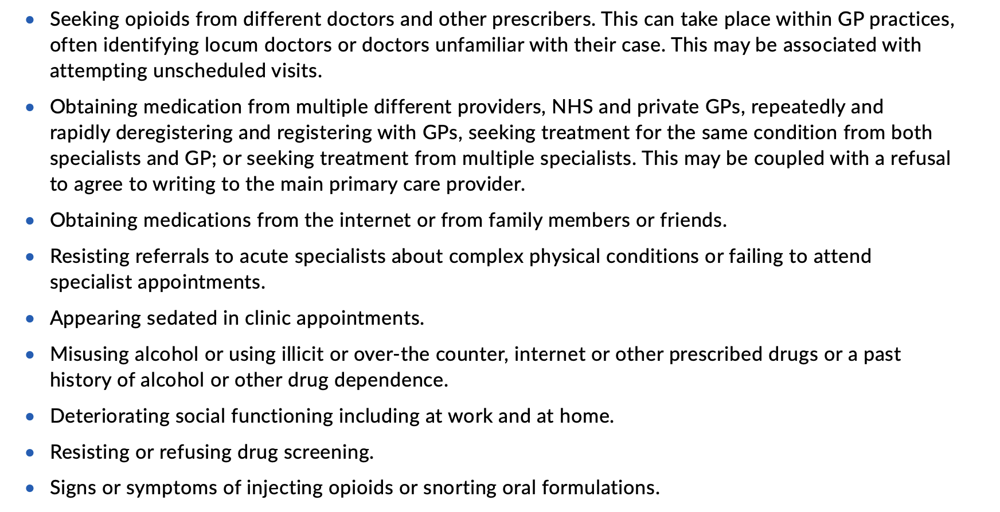 • Seeking opioids from different doctors and other prescribers. This can take place within GP practices,
often identifying locum doctors or doctors unfamiliar with their case. This may be associated with
attempting unscheduled visits.
• Obtaining medication from multiple different providers, NHS and private GPs, repeatedly and
rapidly deregistering and registering with GPs, seeking treatment for the same condition from both
specialists and GP; or seeking treatment from multiple specialists. This may be coupled with a refusal
to agree to writing to the main primary care provider.
• Obtaining medications from the internet or from family members or friends.
• Resisting referrals to acute specialists about complex physical conditions or failing to attend
specialist appointments.
• Appearing sedated in clinic appointments.
• Misusing alcohol or using illicit or over-the counter, internet or other prescribed drugs or a past
history of alcohol or other drug dependence.
• Deteriorating social functioning including at work and at home.
• Resisting or refusing drug screening.
• Signs or symptoms of injecting opioids or snorting oral formulations.